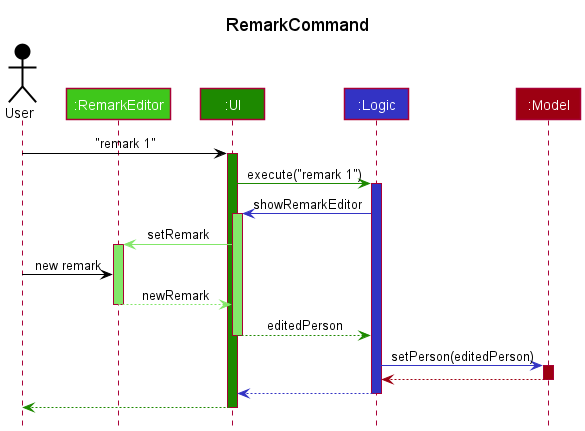 RemarkCommand
User
:RemarkEditor
:UI
:Logic
:Model
"remark 1"
execute("remark 1")
showRemarkEditor
setRemark
new remark
newRemark
editedPerson
setPerson(editedPerson)